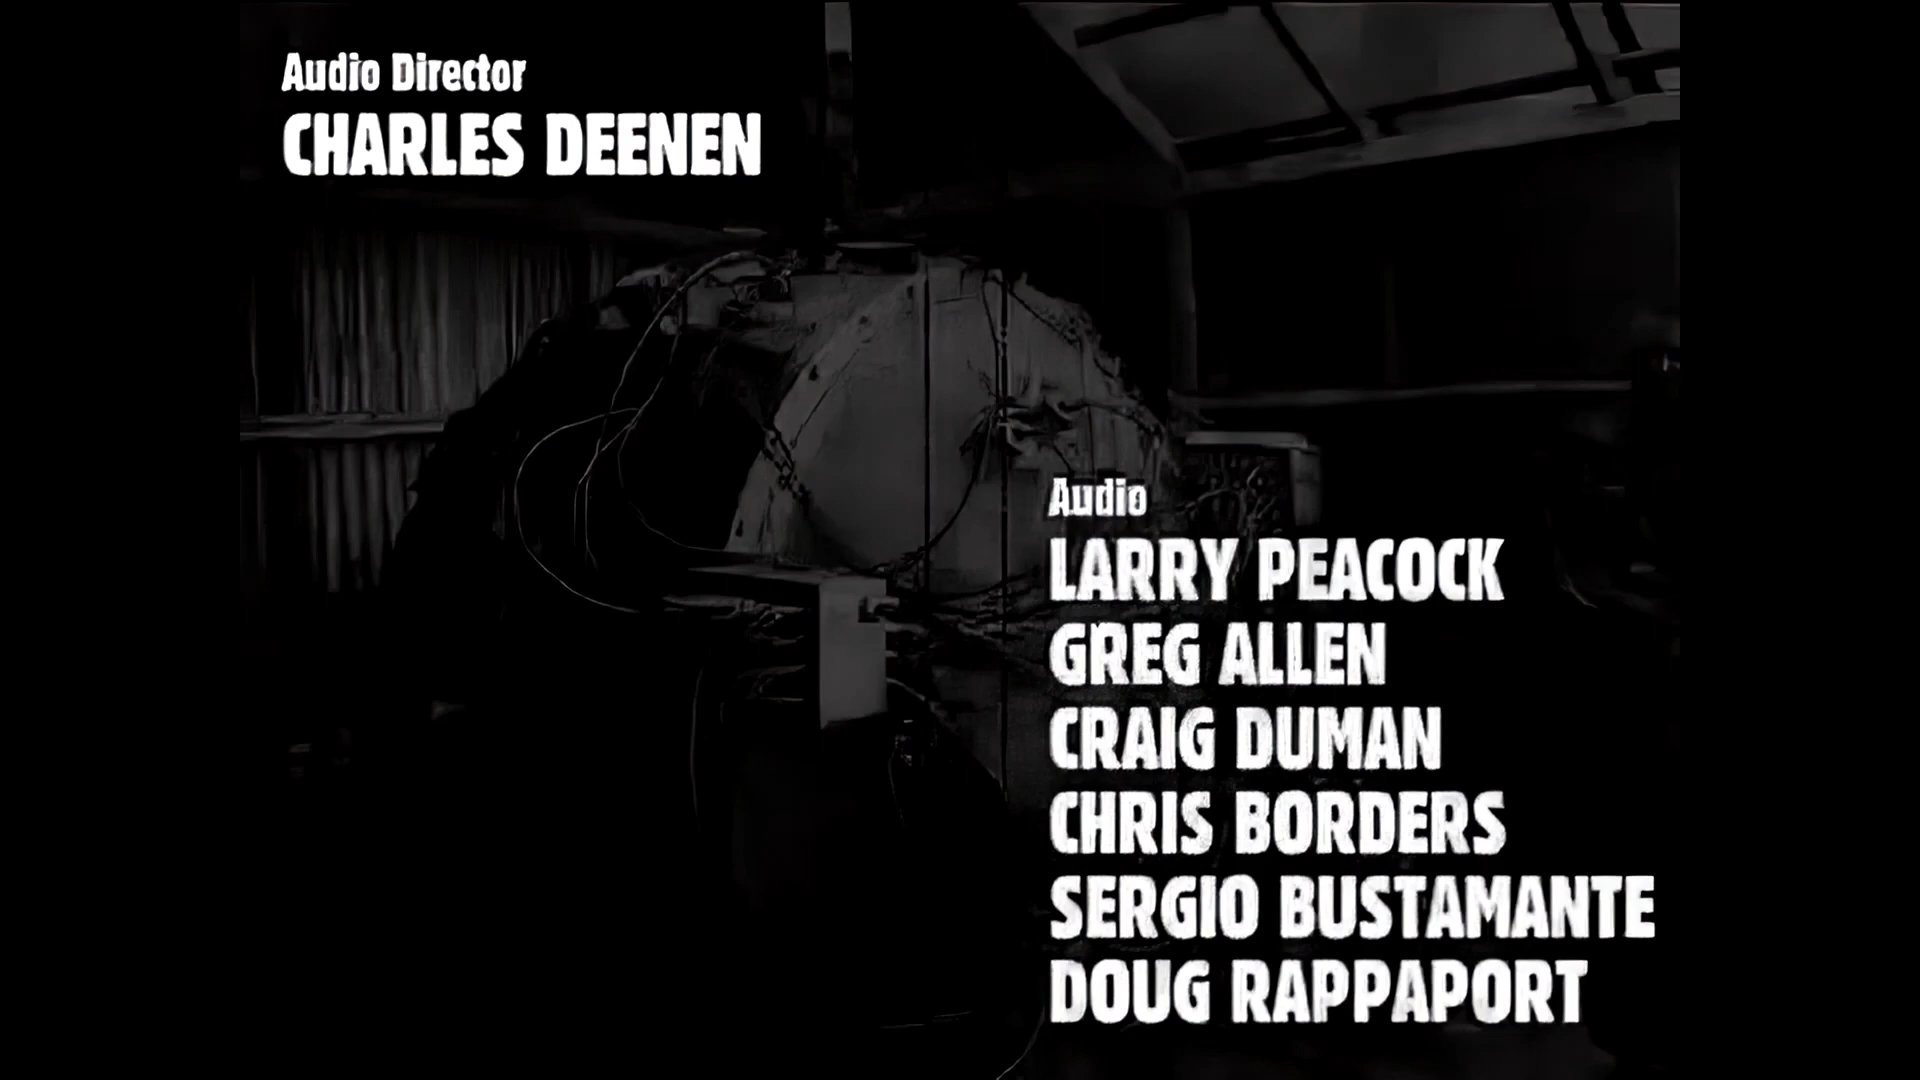 Audio Director
CHARLES DEENEN
Audio
LARRY PEACOCK
GREG ALLEN
CRAIG DUMAN
CHRIS BORDERS
SERGIO BUSTAMANTE
DOUG RAPPAPORT